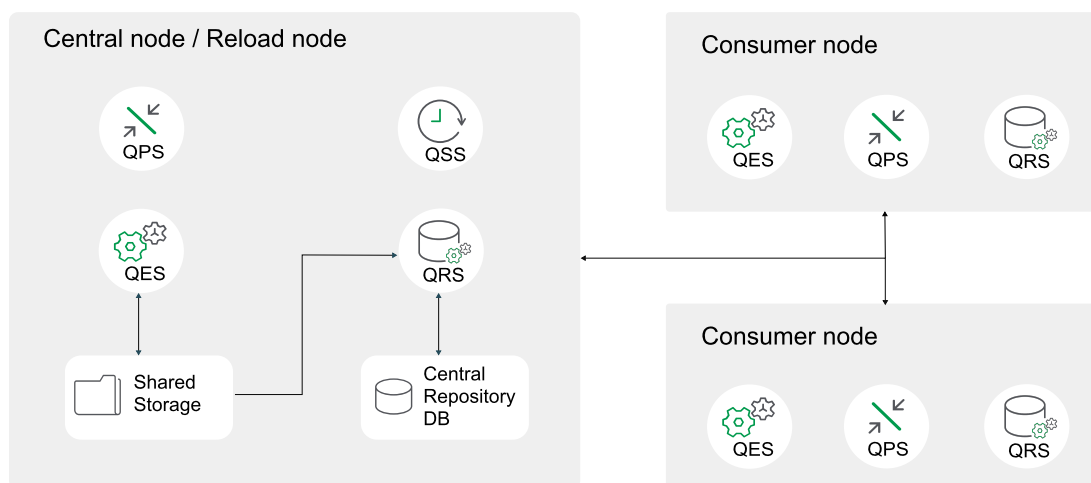 Central node / Reload node
QPS
QSS
QES
QRS
Shared
Storage
Central
Repository
DB
Consumer node
QES
QPS
QRS
Consumer node
QES
QPS
QRS